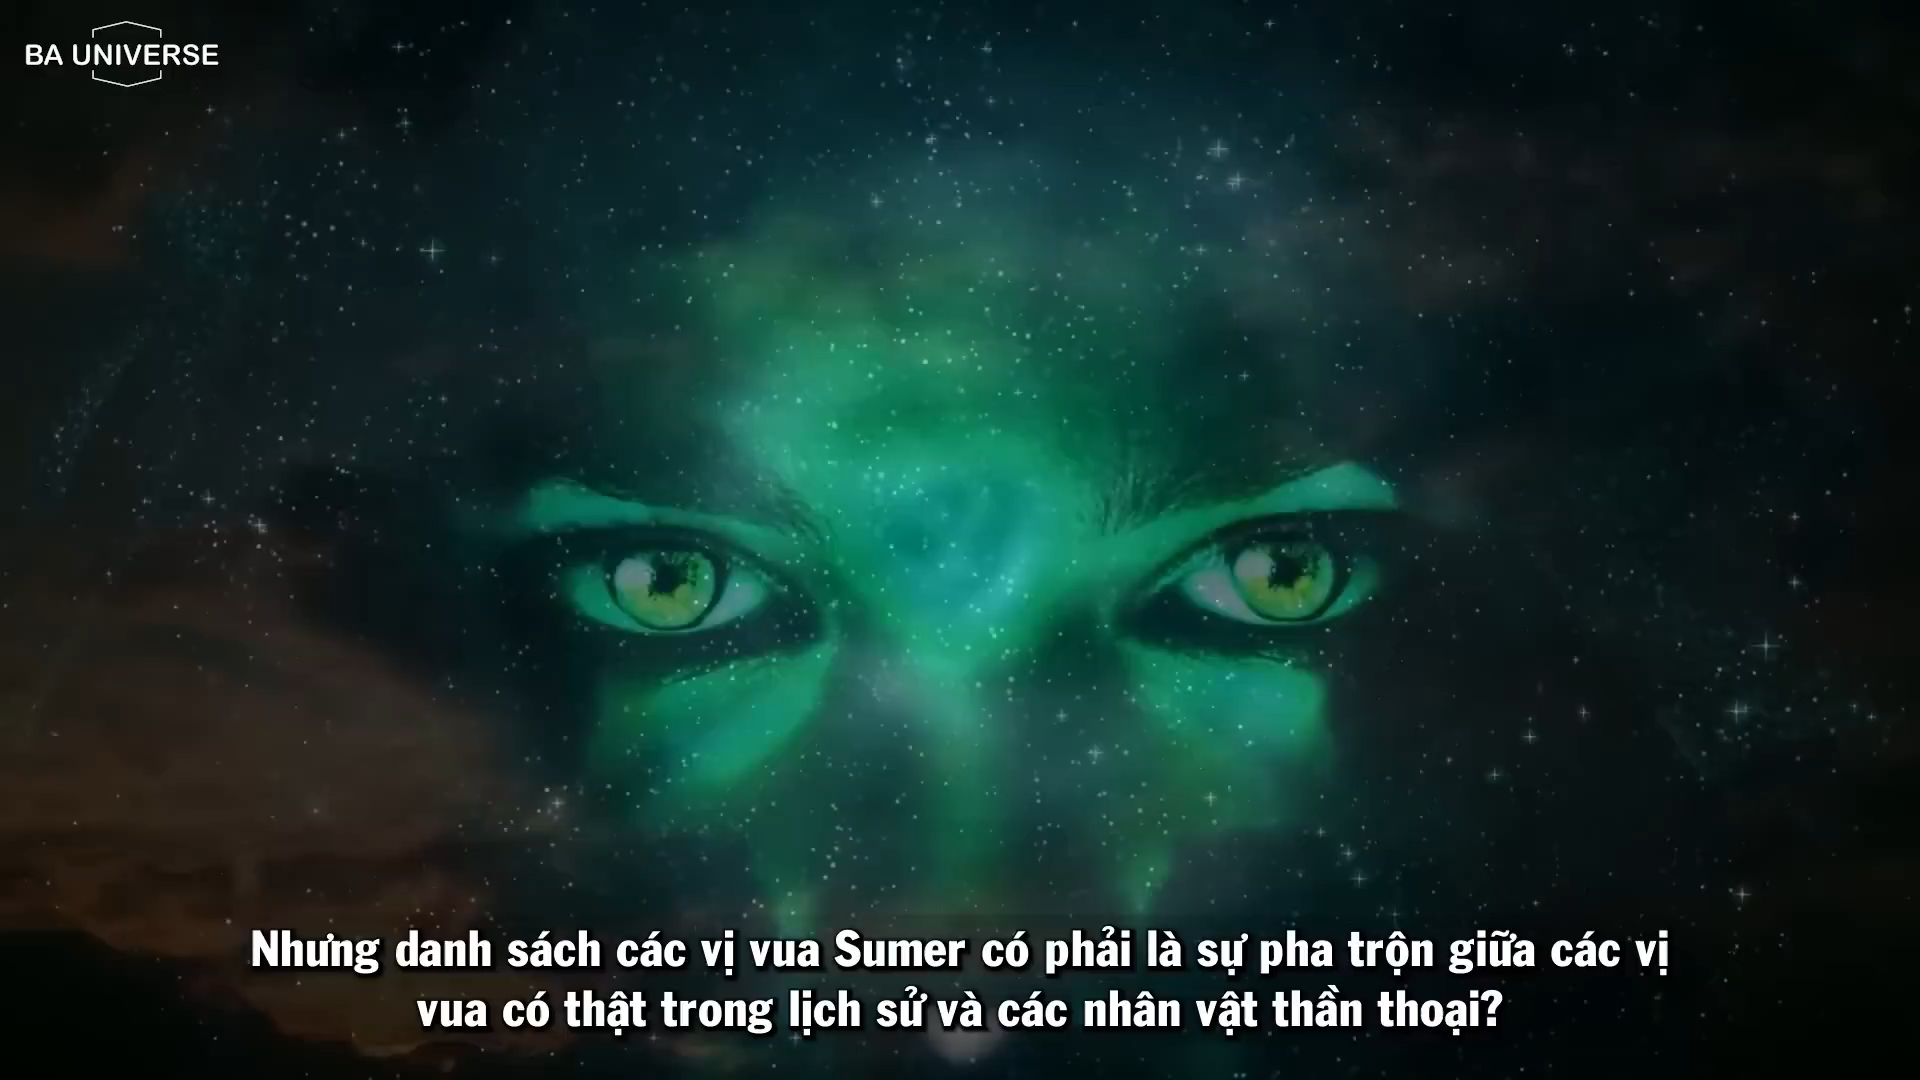 BA UNIVERSE
Nhưng danh sách các vị vua Sumer có phải là sự pha trộn giữa các vị
vua có thật trong lịch sử và các nhân vật thần thoại?